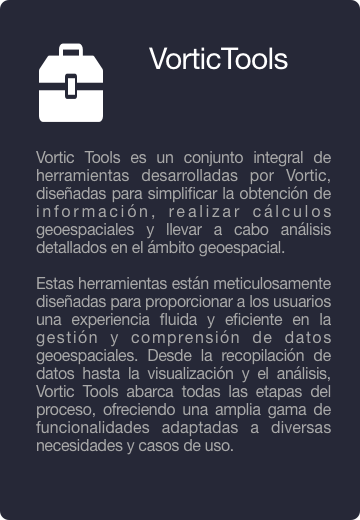 VorticTools
Vortic Tools es un conjunto integral de
herramientas desarrolladas por Vortic,
diseñadas para simplificar la obtención de
información, realizar cálculos
geoespaciales y llevar a cabo análisis
detallados en el ámbito geoespacial.
Estas herramientas están meticulosamente
diseñadas para proporcionar a los usuarios
una experiencia fluida y eficiente en la
gestión y comprensión de datos
geoespaciales. Desde la recopilación de
datos hasta la visualización y el análisis,
Vortic Tools abarca todas las etapas del
proceso, ofreciendo una amplia gama de
funcionalidades adaptadas a diversas
necesidades y casos de uso.